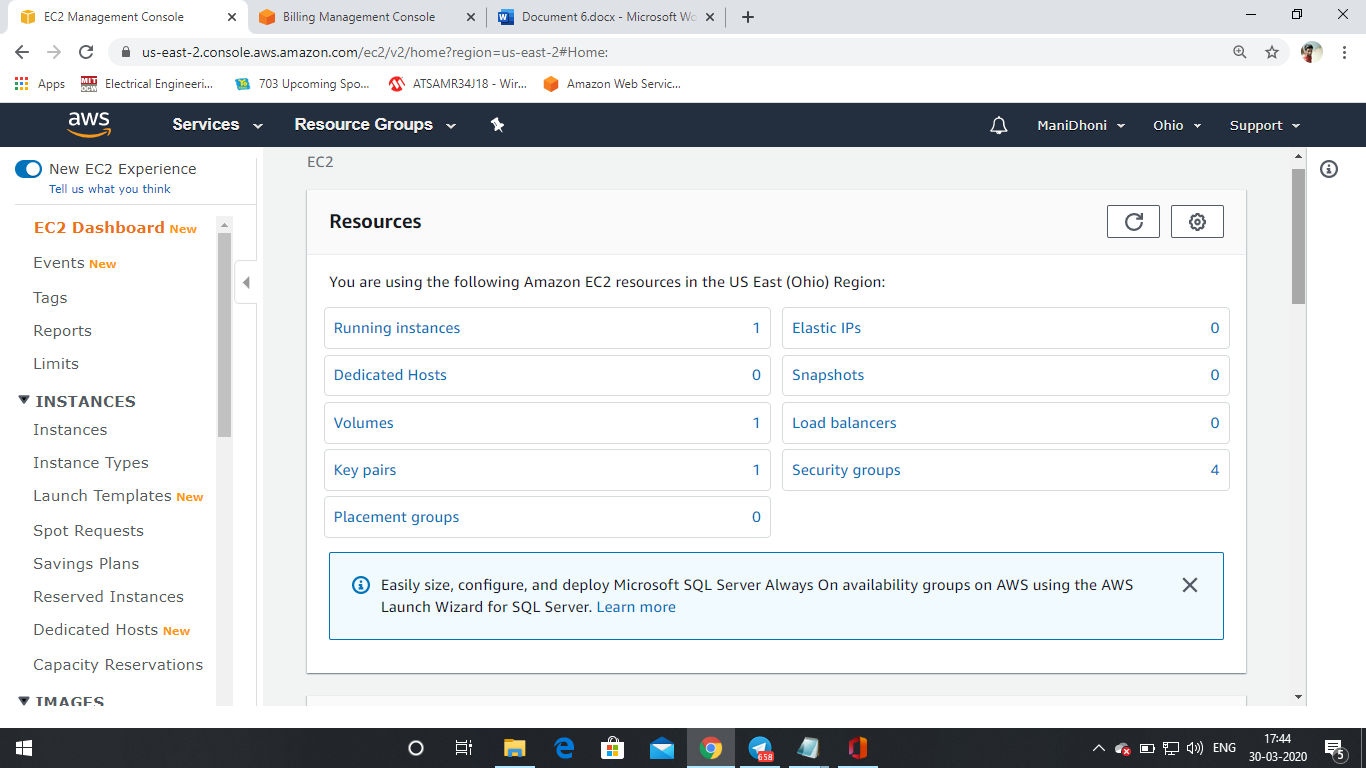 EC2 Management Console
Billing Management Console
Document 6.docx - Microsoft Wo
us-east-2.console.aws.amazon.com/ec2/v2/home?region=us-east-2#Home:
Apps
MIT OCW
Electrical Engineeri...
703 Upcoming Spo...
ATSAMR34J18 - Wir...
Amazon Web Servic...
aws
Services
Resource Groups
ManiDhoni
Ohio
Support
New EC2 Experience
Tell us what you think
EC2 Dashboard New
Events New
Tags
Reports
Limits
INSTANCES
Instances
Instance Types
Launch Templates New
Spot Requests
Savings Plans
Reserved Instances
Dedicated Hosts New
Capacity Reservations
IMAGES
EC2
Resources
You are using the following Amazon EC2 resources in the US East (Ohio) Region:
Running instances 1
Elastic IPs 0
Dedicated Hosts 0
Snapshots 0
Volumes 1
Load balancers 0
Key pairs 1
Security groups 4
Placement groups 0
Easily size, configure, and deploy Microsoft SQL Server Always On availability groups on AWS using the AWS
Launch Wizard for SQL Server. Learn more
658
ENG
17:44
30-03-2020
5